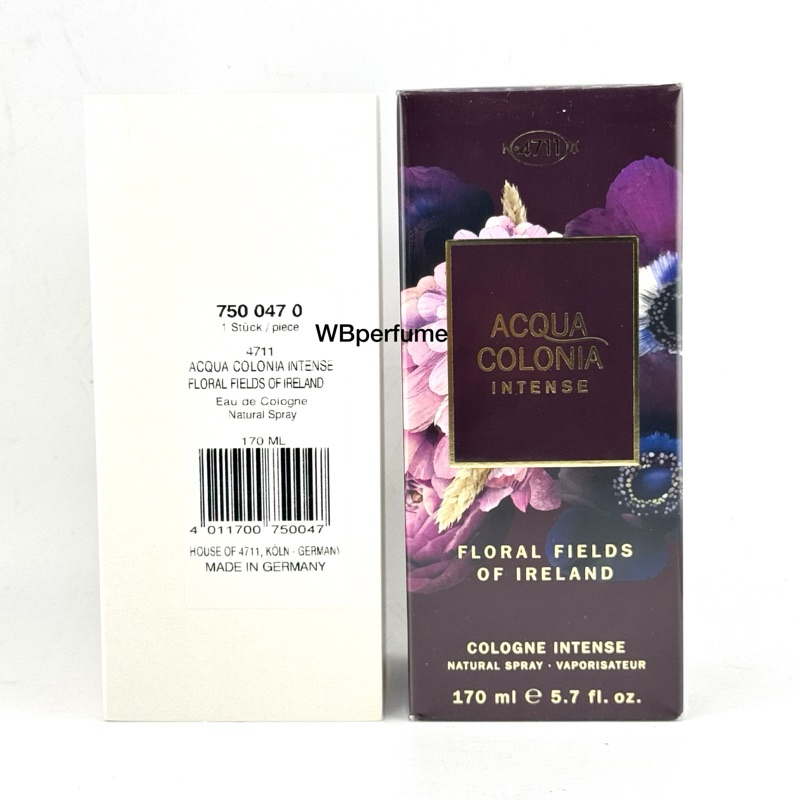 750 047 0
1 Stück / piece
4711
ACQUA COLONIA INTENSE
FLORAL FIELDS OF IRELAND
Eau de Cologne
Natural Spray
170 ML
4 011700 750047
HOUSE OF 4711, KÖLN · GERMANY
MADE IN GERMANY
WBperfume
4711
ACQUA
COLONIA
INTENSE
FLORAL FIELDS
OF IRELAND
COLOGNE INTENSE
NATURAL SPRAY · VAPORISATEUR
170 ml ℮ 5.7 fl. oz.